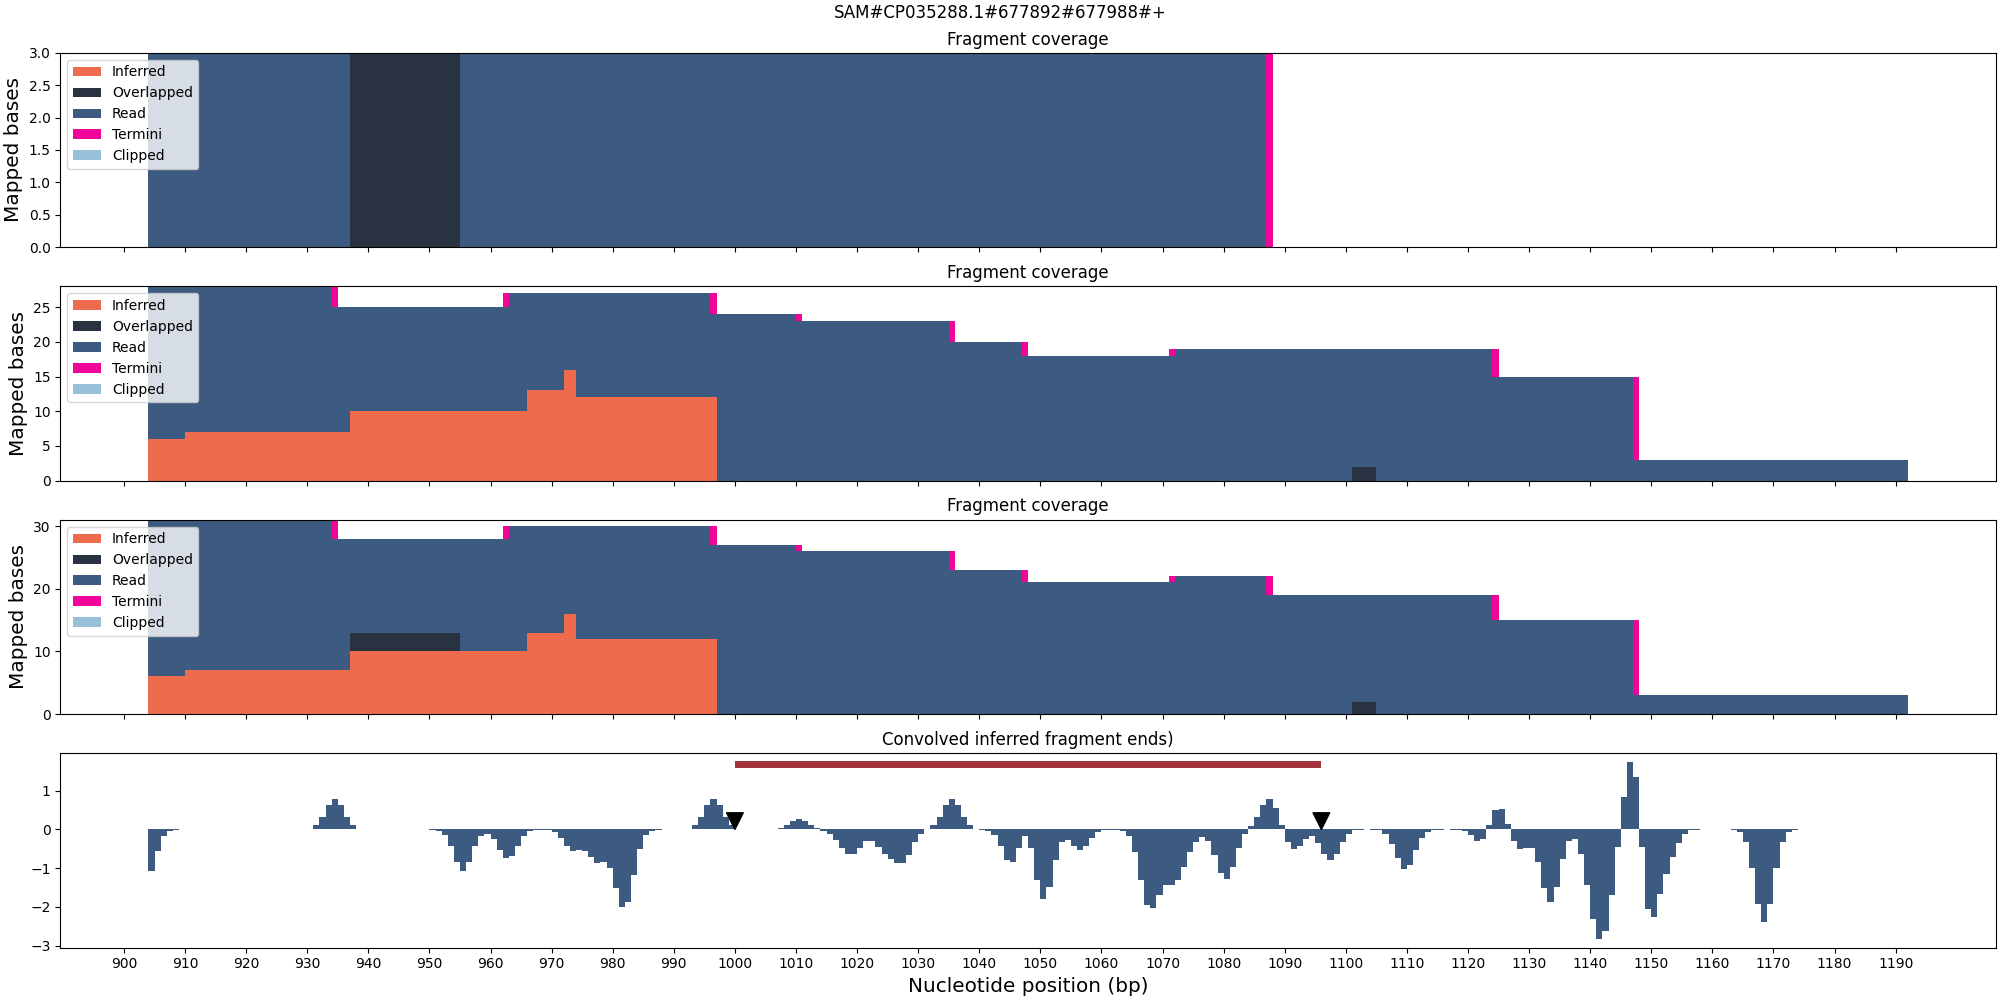 SAM#CP035288.1#677892#677988#+
Fragment coverage
Mapped bases
3.0
2.5
2.0
1.5
1.0
0.5
0.0
Inferred
Overlapped
Read
Termini
Clipped
Fragment coverage
Mapped bases
25
20
15
10
5
0
Inferred
Overlapped
Read
Termini
Clipped
Fragment coverage
Mapped bases
30
20
10
0
Inferred
Overlapped
Read
Termini
Clipped
Convolved inferred fragment ends)
1
0
−1
−2
−3
900 910 920 930 940 950 960 970 980 990 1000 1010 1020 1030 1040 1050 1060 1070 1080 1090 1100 1110 1120 1130 1140 1150 1160 1170 1180 1190
Nucleotide position (bp)